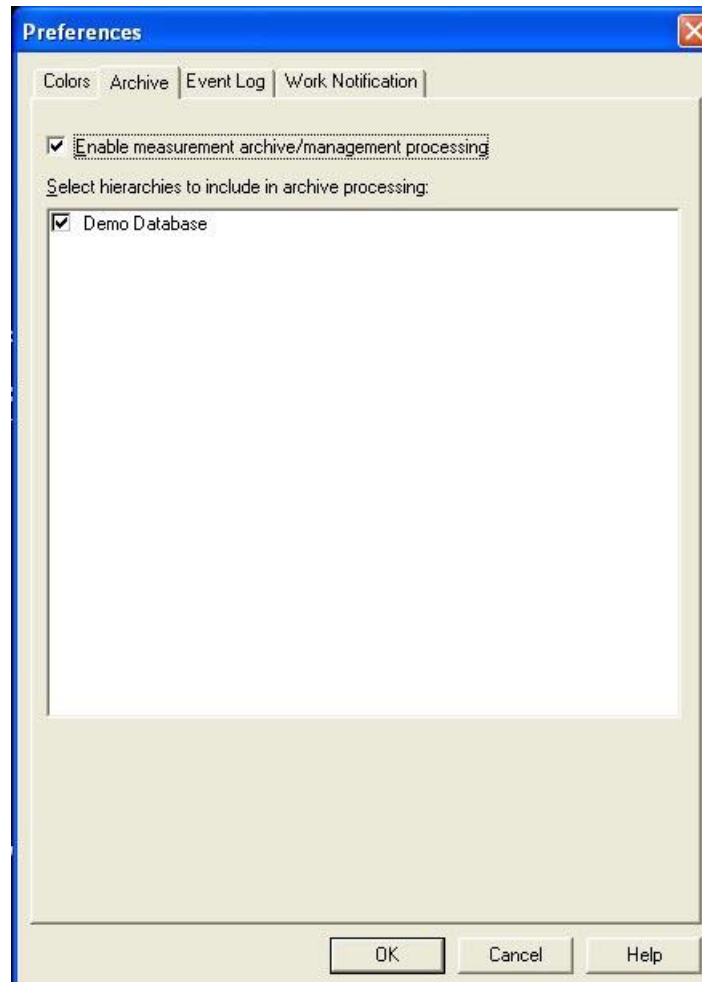 Preferences
Colors Archive Event Log Work Notification
Enable measurement archive/management processing
Select hierarchies to include in archive processing:
Demo Database
OK Cancel Help